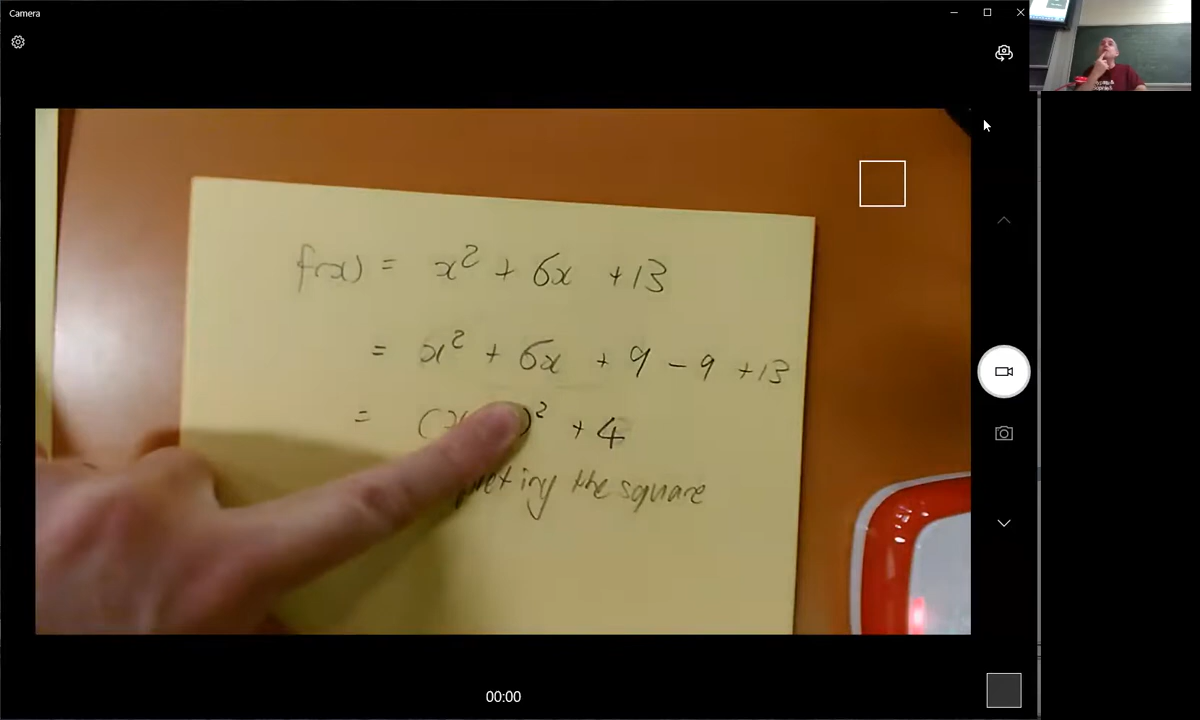 Camera
f(x) = x² + 6x + 13
= x² + 6x + 9 - 9 + 13
= ( )² + 4
the square
00:00